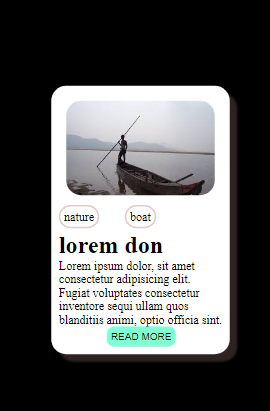 nature boat
lorem don
Lorem ipsum dolor, sit amet
consectetur adipisicing elit.
Fugiat voluptates consectetur
inventore sequi ullam quos
blanditiis animi, optio officia sint.
READ MORE